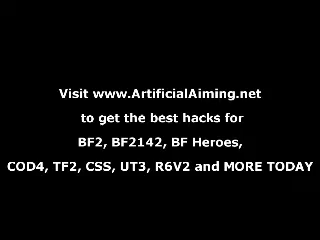 Visit www.ArtificialAiming.net
to get the best hacks for
BF2, BF2142, BF Heroes,
COD4, TF2, CSS, UT3, R6V2 and MORE TODAY